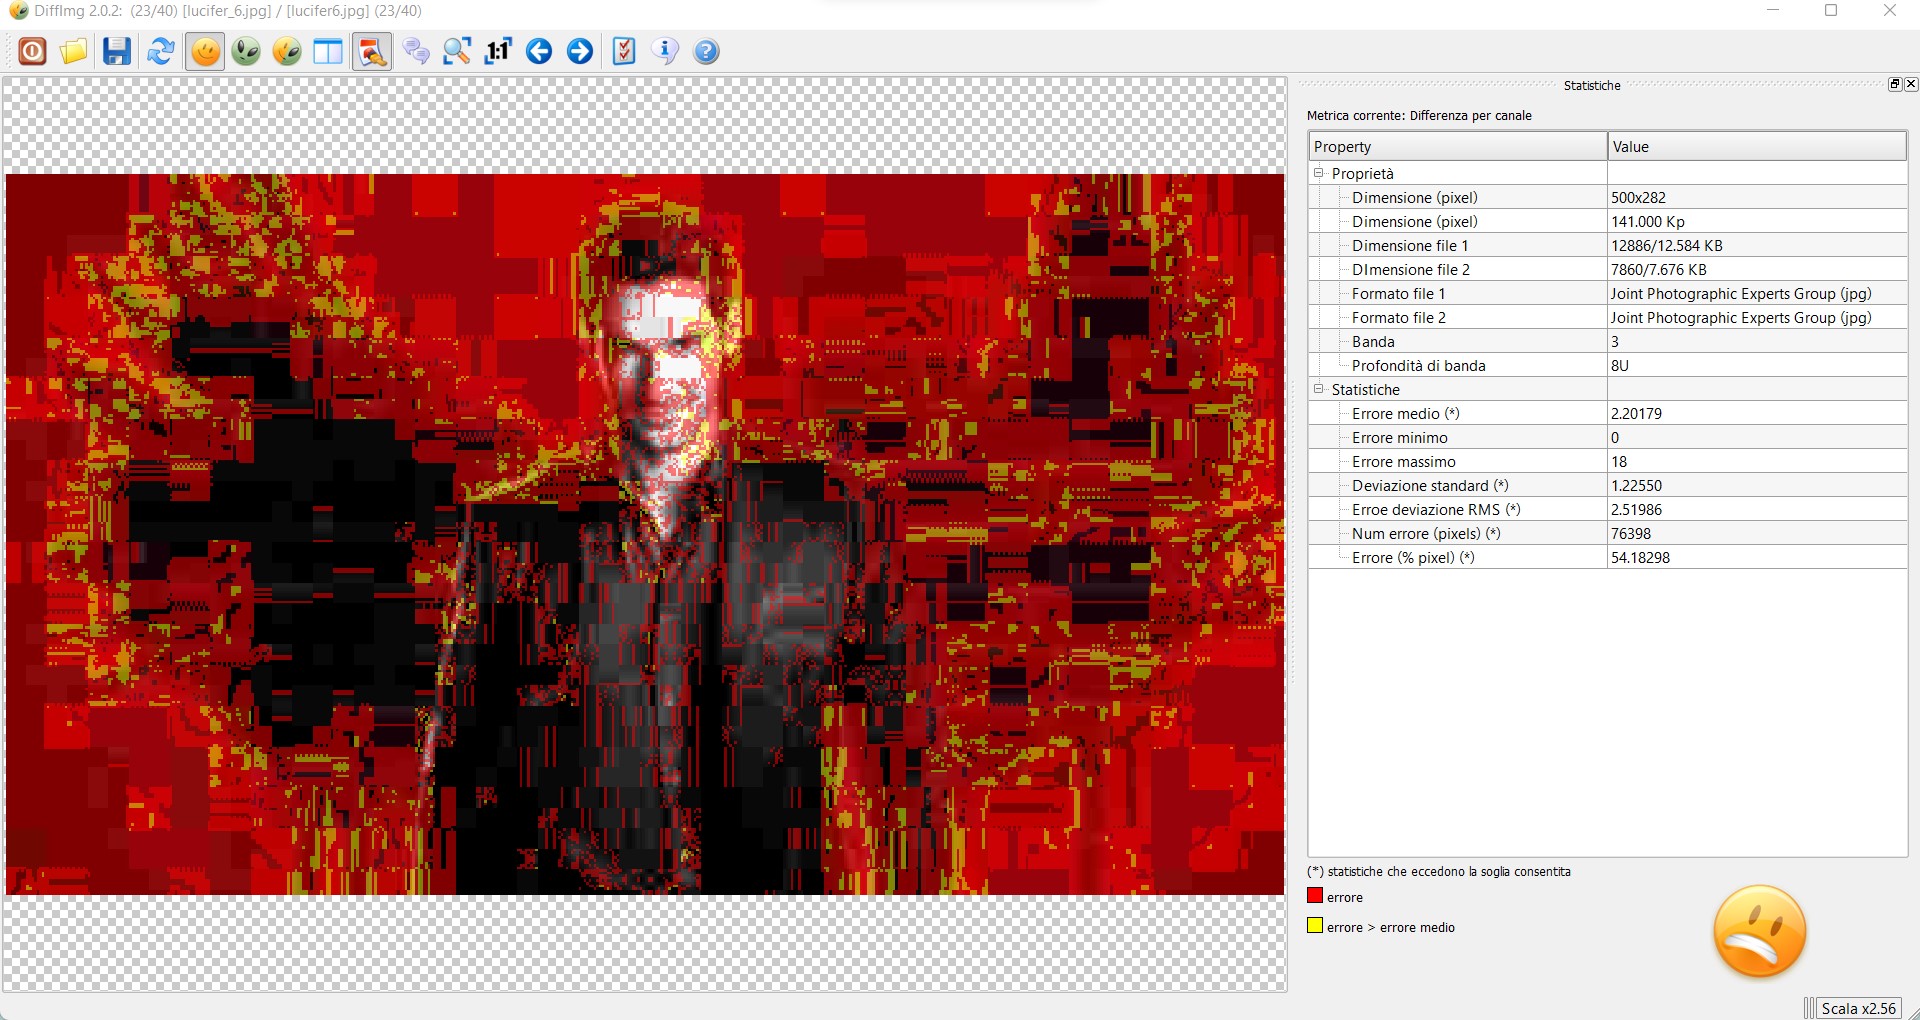 DiffImg 2.0.2: (23/40) [lucifer_6.jpg] / [lucifer6.jpg] (23/40)
1:1
Statistiche
Metrica corrente: Differenza per canale
Property Value
Proprietà
Dimensione (pixel) 500x282
Dimensione (pixel) 141.000 Kp
Dimensione file 1 12886/12.584 KB
DImensione file 2 7860/7.676 KB
Formato file 1 Joint Photographic Experts Group (jpg)
Formato file 2 Joint Photographic Experts Group (jpg)
Banda 3
Profondità di banda 8U
Statistiche
Errore medio (*) 2.20179
Errore minimo 0
Errore massimo 18
Deviazione standard (*) 1.22550
Erroe deviazione RMS (*) 2.51986
Num errore (pixels) (*) 76398
Errore (% pixel) (*) 54.18298
(*) statistiche che eccedono la soglia consentita
errore
errore > errore medio
Scala x2.56